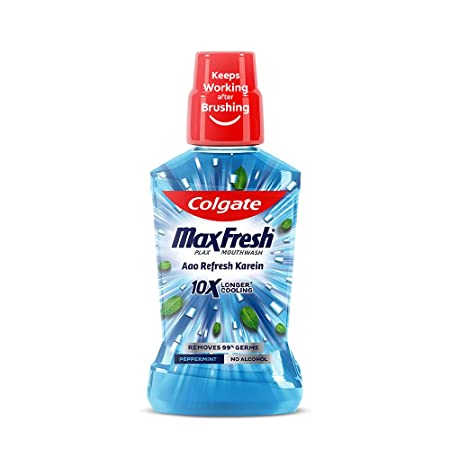 Keeps
Working
after
Brushing
Colgate
MaxFresh®
PLAX MOUTHWASH
Aao Refresh Karein
10X LONGER*
COOLING
REMOVES 99% GERMS
PEPPERMINT NO ALCOHOL